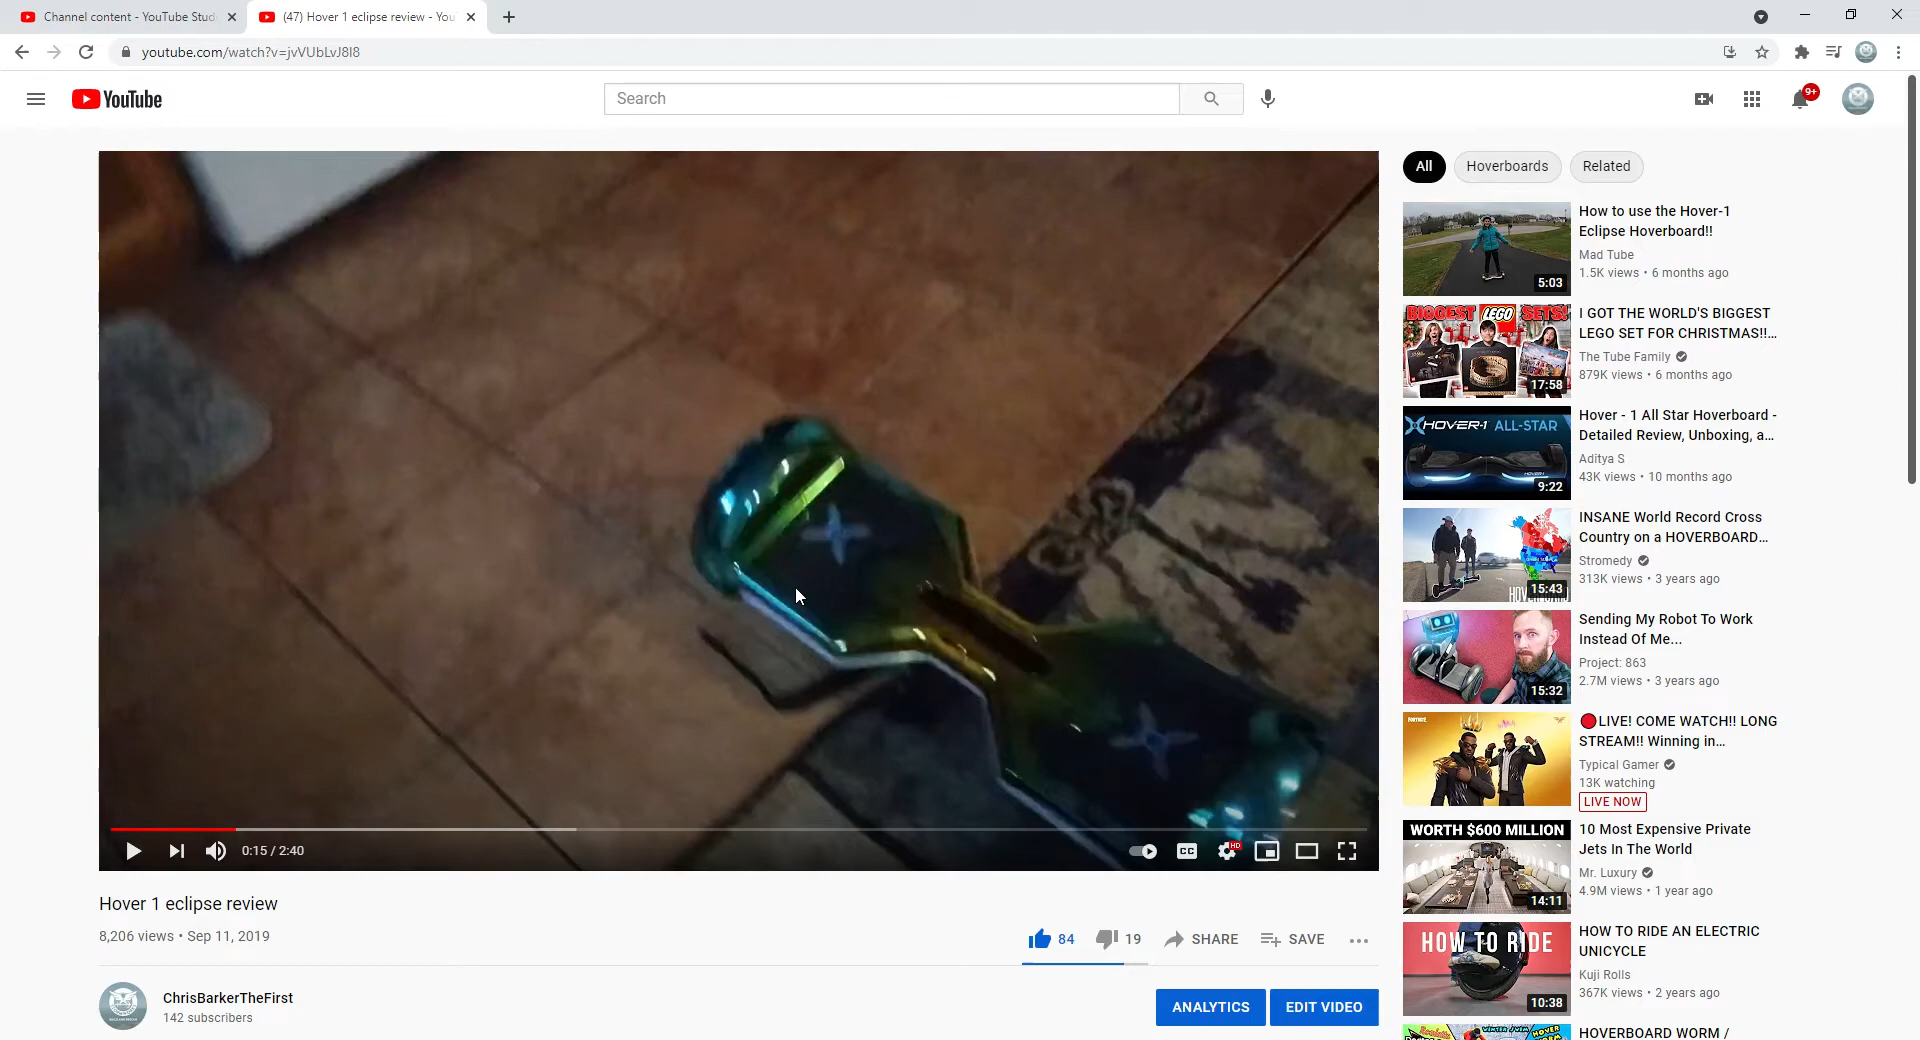 Channel content - YouTube Stud
(47) Hover 1 eclipse review - You
youtube.com/watch?v=jvVUbLvJ8I8
YouTube
Search
9+
All
Hoverboards
Related
How to use the Hover-1
Eclipse Hoverboard!!
Mad Tube
1.5K views • 6 months ago
5:03
BIGGEST LEGO SETS!
I GOT THE WORLD'S BIGGEST
LEGO SET FOR CHRISTMAS!!...
The Tube Family
879K views • 6 months ago
17:58
HOVER-1 ALL-STAR
Hover - 1 All Star Hoverboard -
Detailed Review, Unboxing, a...
Aditya S
43K views • 10 months ago
9:22
INSANE World Record Cross
Country on a HOVERBOARD...
Stromedy
313K views • 3 years ago
15:43
Sending My Robot To Work
Instead Of Me...
Project: 863
2.7M views • 3 years ago
15:32
LIVE! COME WATCH!! LONG
STREAM!! Winning in...
Typical Gamer
13K watching
LIVE NOW
WORTH $600 MILLION
10 Most Expensive Private
Jets In The World
Mr. Luxury
4.9M views • 1 year ago
14:11
HOW TO RIDE
HOW TO RIDE AN ELECTRIC
UNICYCLE
Kuji Rolls
367K views • 2 years ago
10:38
HOVERBOARD WORM /
0:15 / 2:40
CC
HD
Hover 1 eclipse review
8,206 views • Sep 11, 2019
84
19
SHARE
SAVE
ChrisBarkerTheFirst
142 subscribers
ANALYTICS
EDIT VIDEO